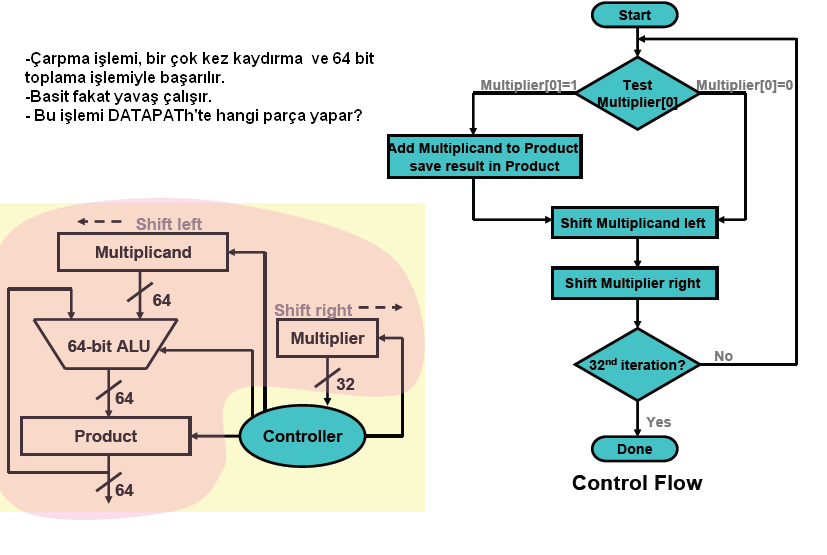 -Çarpma işlemi, bir çok kez kaydırma ve 64 bit
toplama işlemiyle başarılır.
-Basit fakat yavaş çalışır.
- Bu işlemi DATAPATh'te hangi parça yapar?
Shift left
Multiplicand
64
Shift right
64-bit ALU
Multiplier
32
64
Product
Controller
64
Start
Multiplier[0]=1
Test
Multiplier[0]
Multiplier[0]=0
Add Multiplicand to Product
save result in Product
Shift Multiplicand left
Shift Multiplier right
32nd iteration?
No
Yes
Done
Control Flow